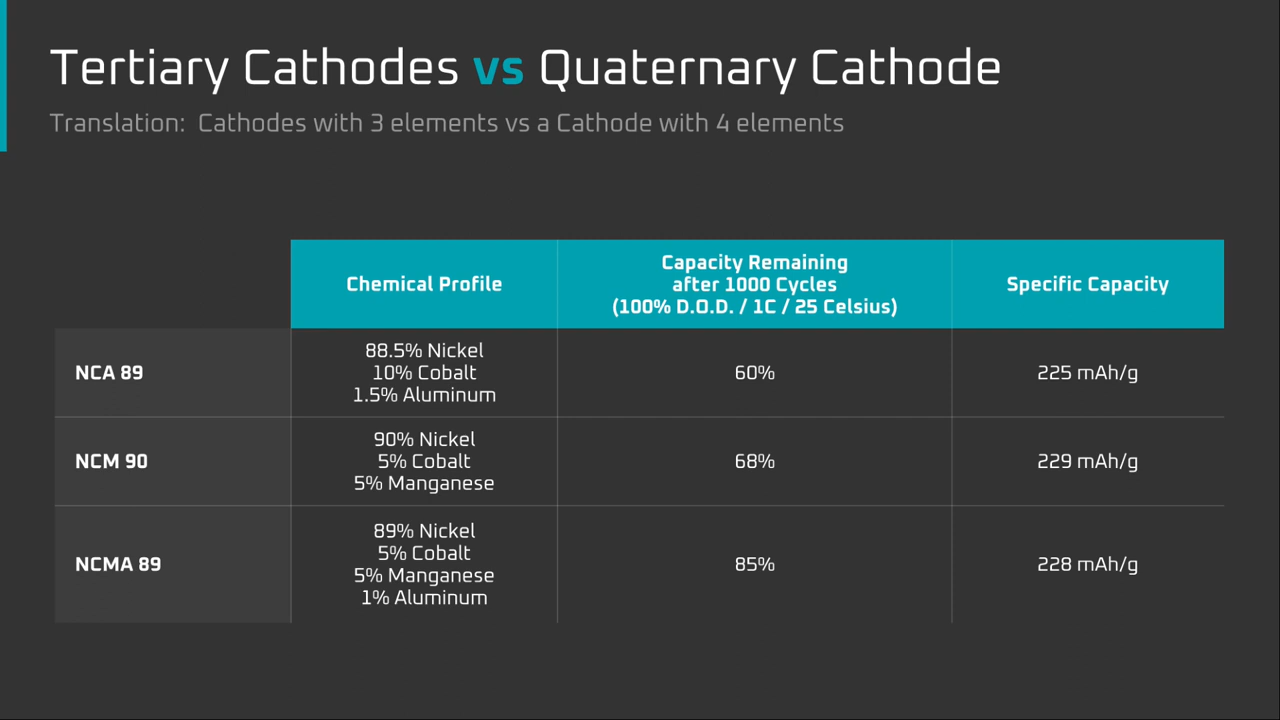 Tertiary Cathodes vs Quaternary Cathode
Translation:  Cathodes with 3 elements vs a Cathode with 4 elements
Chemical Profile
Capacity Remaining
after 1000 Cycles
(100% D.O.D. / 1C / 25 Celsius)
Specific Capacity
NCA 89
88.5% Nickel
10% Cobalt
1.5% Aluminum
60%
225 mAh/g
NCM 90
90% Nickel
5% Cobalt
5% Manganese
68%
229 mAh/g
NCMA 89
89% Nickel
5% Cobalt
5% Manganese
1% Aluminum
85%
228 mAh/g